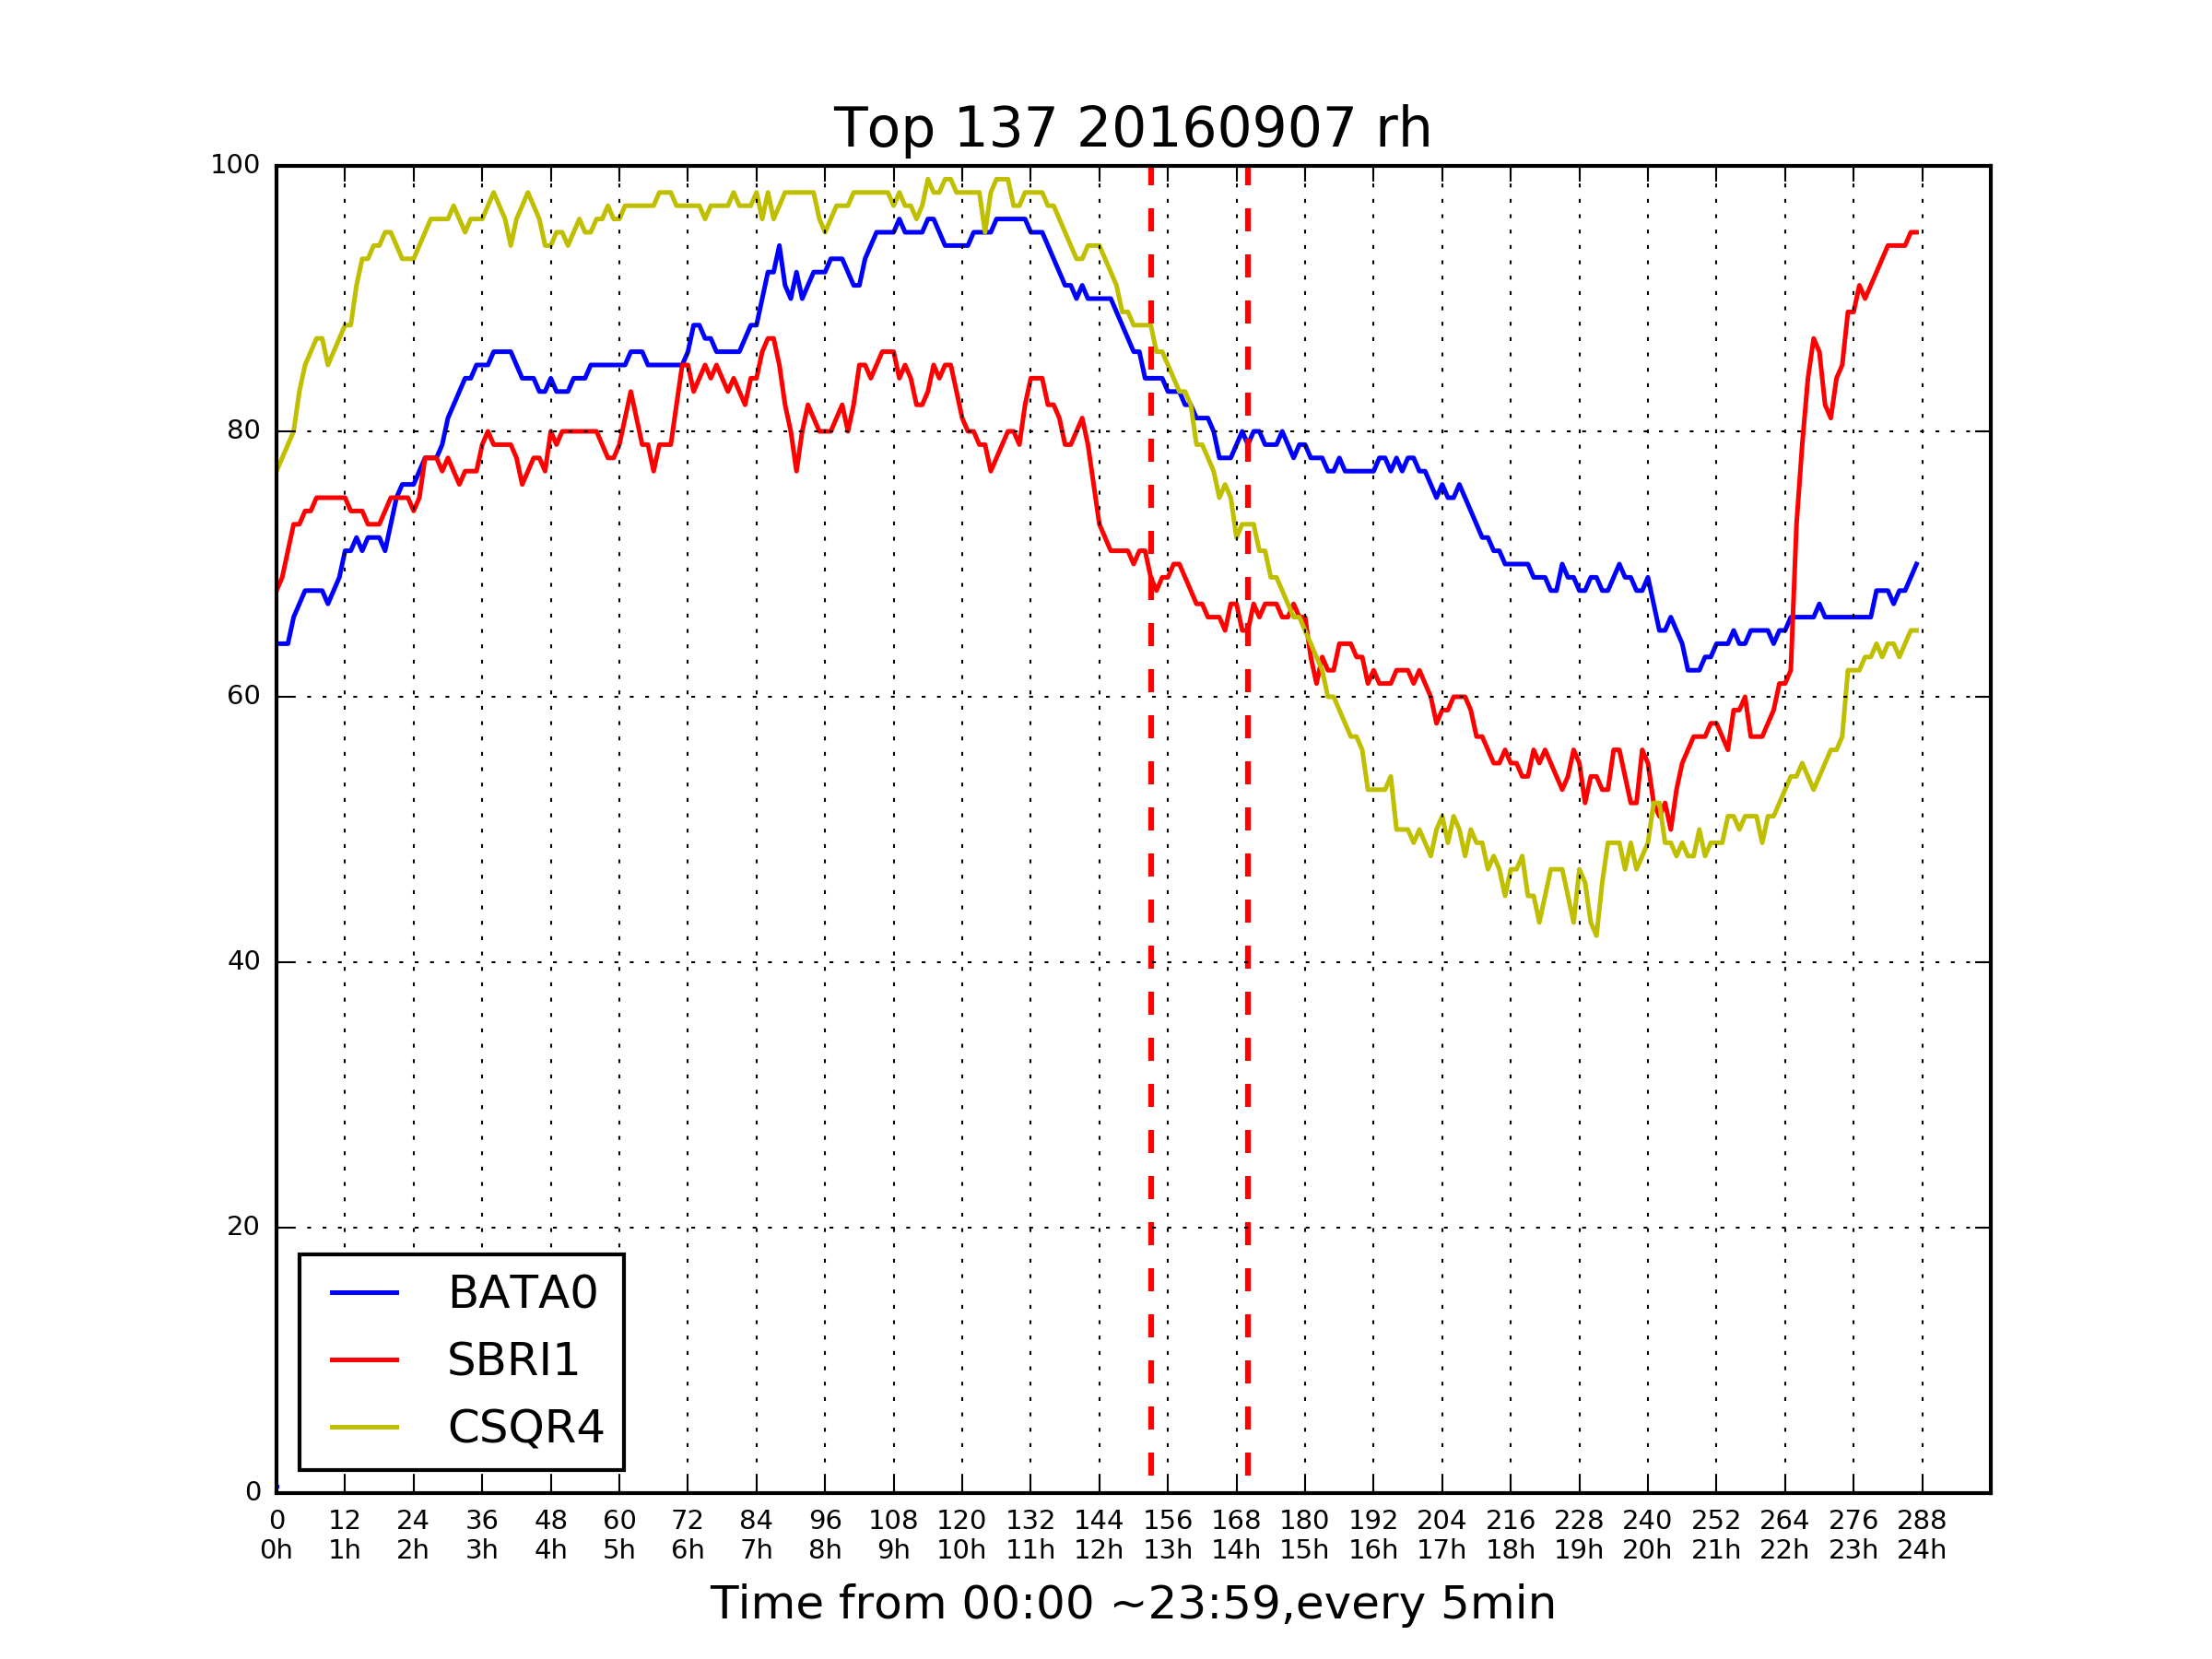 Top 137 20160907 rh
100
80
60
40
20
0
BATA0
SBRI1
CSQR4
0 12 24 36 48 60 72 84 96 108 120 132 144 156 168 180 192 204 216 228 240 252 264 276 288
0h 1h 2h 3h 4h 5h 6h 7h 8h 9h 10h 11h 12h 13h 14h 15h 16h 17h 18h 19h 20h 21h 22h 23h 24h
Time from 00:00 ~23:59,every 5min